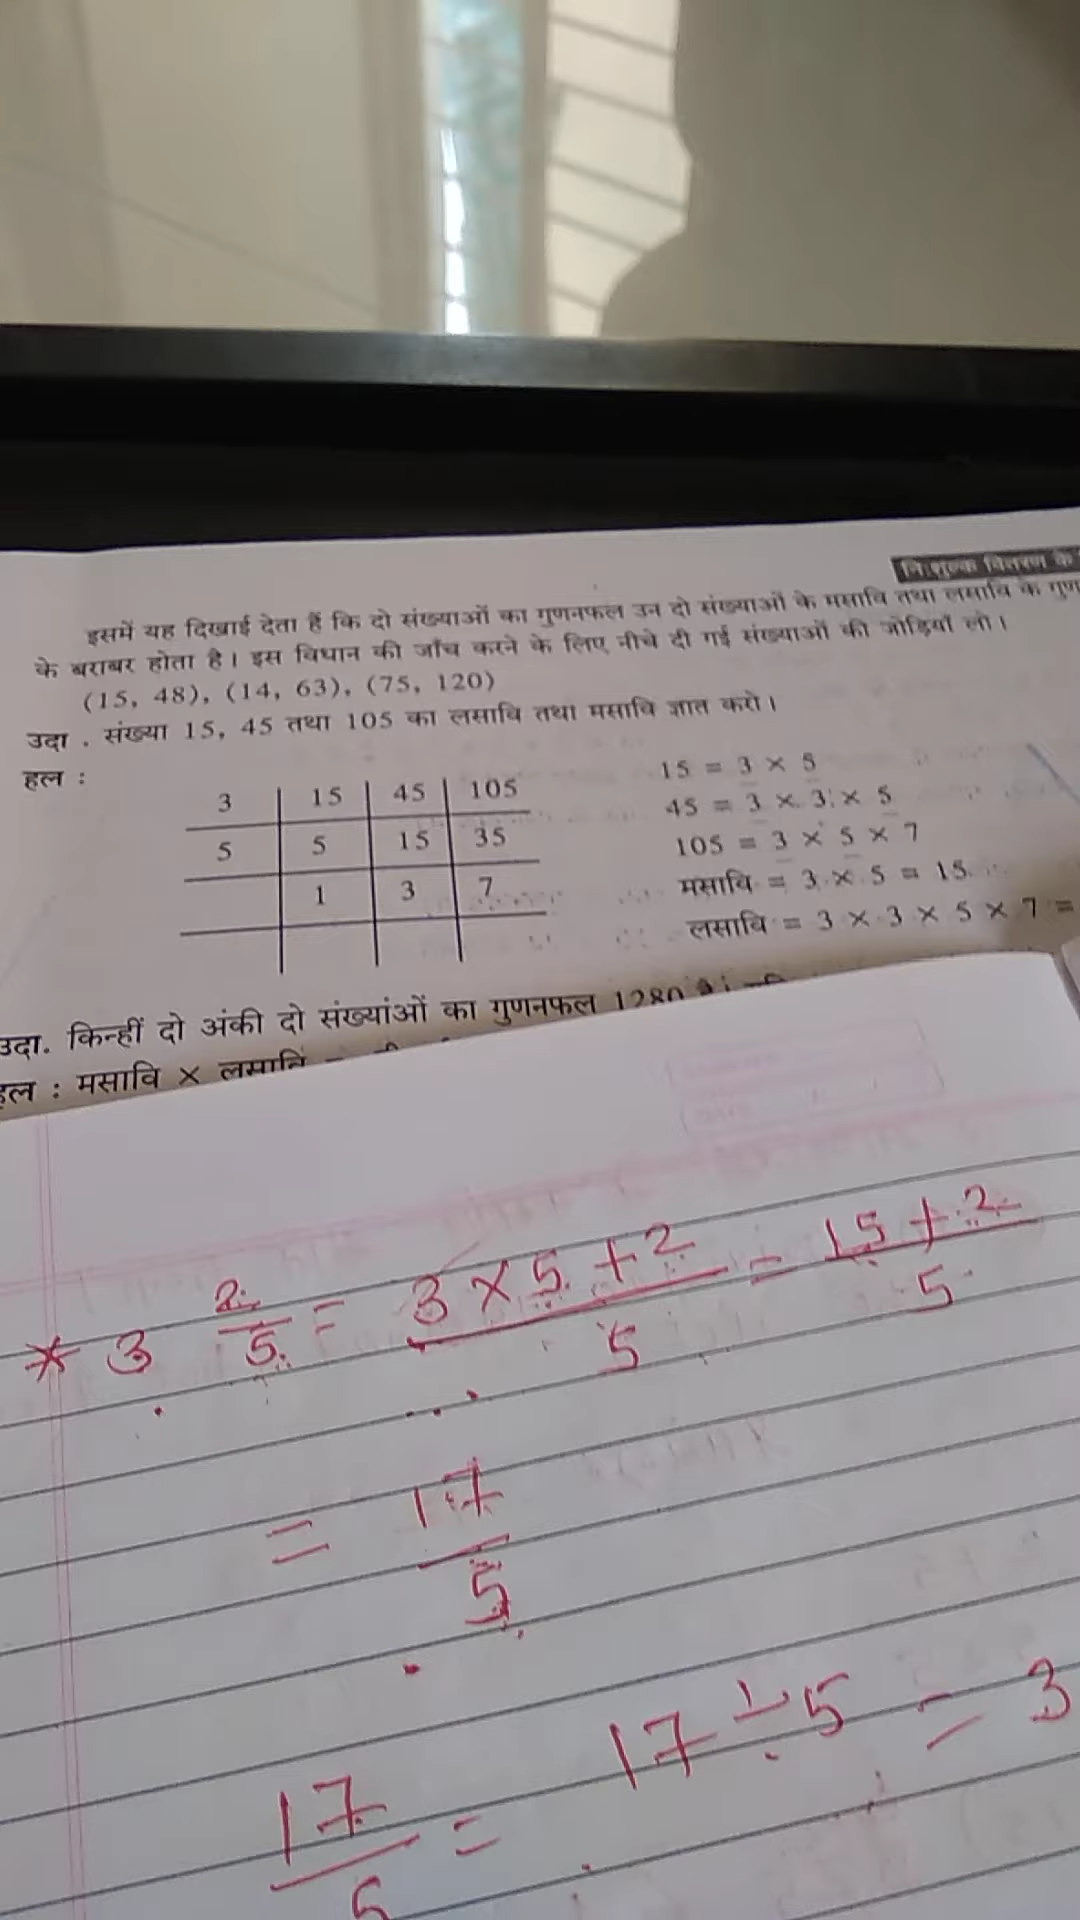 नि:शुल्क वितरण के
इसमें यह दिखाई देता हैं कि दो संख्याओं का गुणनफल उन दो संख्याओं के मसावि तथा लसावि के गुण
के बराबर होता है। इस विधान की जाँच करने के लिए नीचे दी गई संख्याओं की जोड़ियाँ लो।
(15, 48), (14, 63), (75, 120)
उदा . संख्या 15, 45 तथा 105 का लसावि तथा मसावि ज्ञात करो।
हल :
3 15 45 105
5 5 15 35
1 3 7
15 = 3 × 5
45 = 3 × 3 × 5
105 = 3 × 5 × 7
मसावि = 3 × 5 = 15
लसावि = 3 × 3 × 5 × 7 =
उदा. किन्हीं दो अंकी दो संख्यांओं का गुणनफल 1280
हल : मसावि × लसावि =
* 3 2/5 = 3 × 5 + 2 / 5 = 15 + 2 / 5
= 17/5
17/5 = 17 ÷ 5 = 3